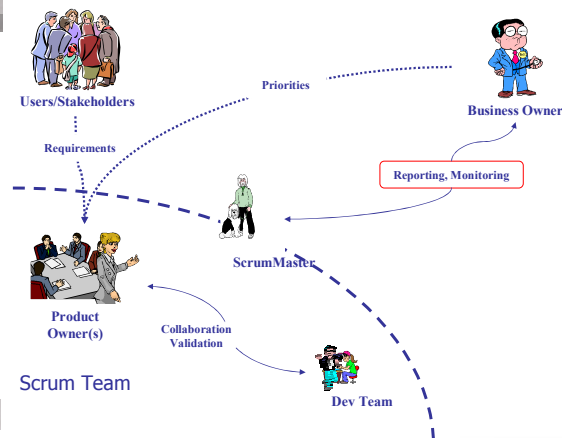 Users/Stakeholders
Priorities
Business Owner
Requirements
Reporting, Monitoring
ScrumMaster
Product
Owner(s)
Collaboration
Validation
Scrum Team
Dev Team